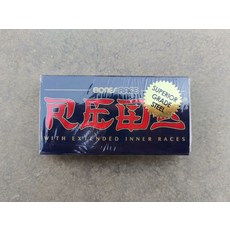 BONES
REDS
WITH EXTENDED INNER RACES
SUPERIOR
GRADE
STEEL